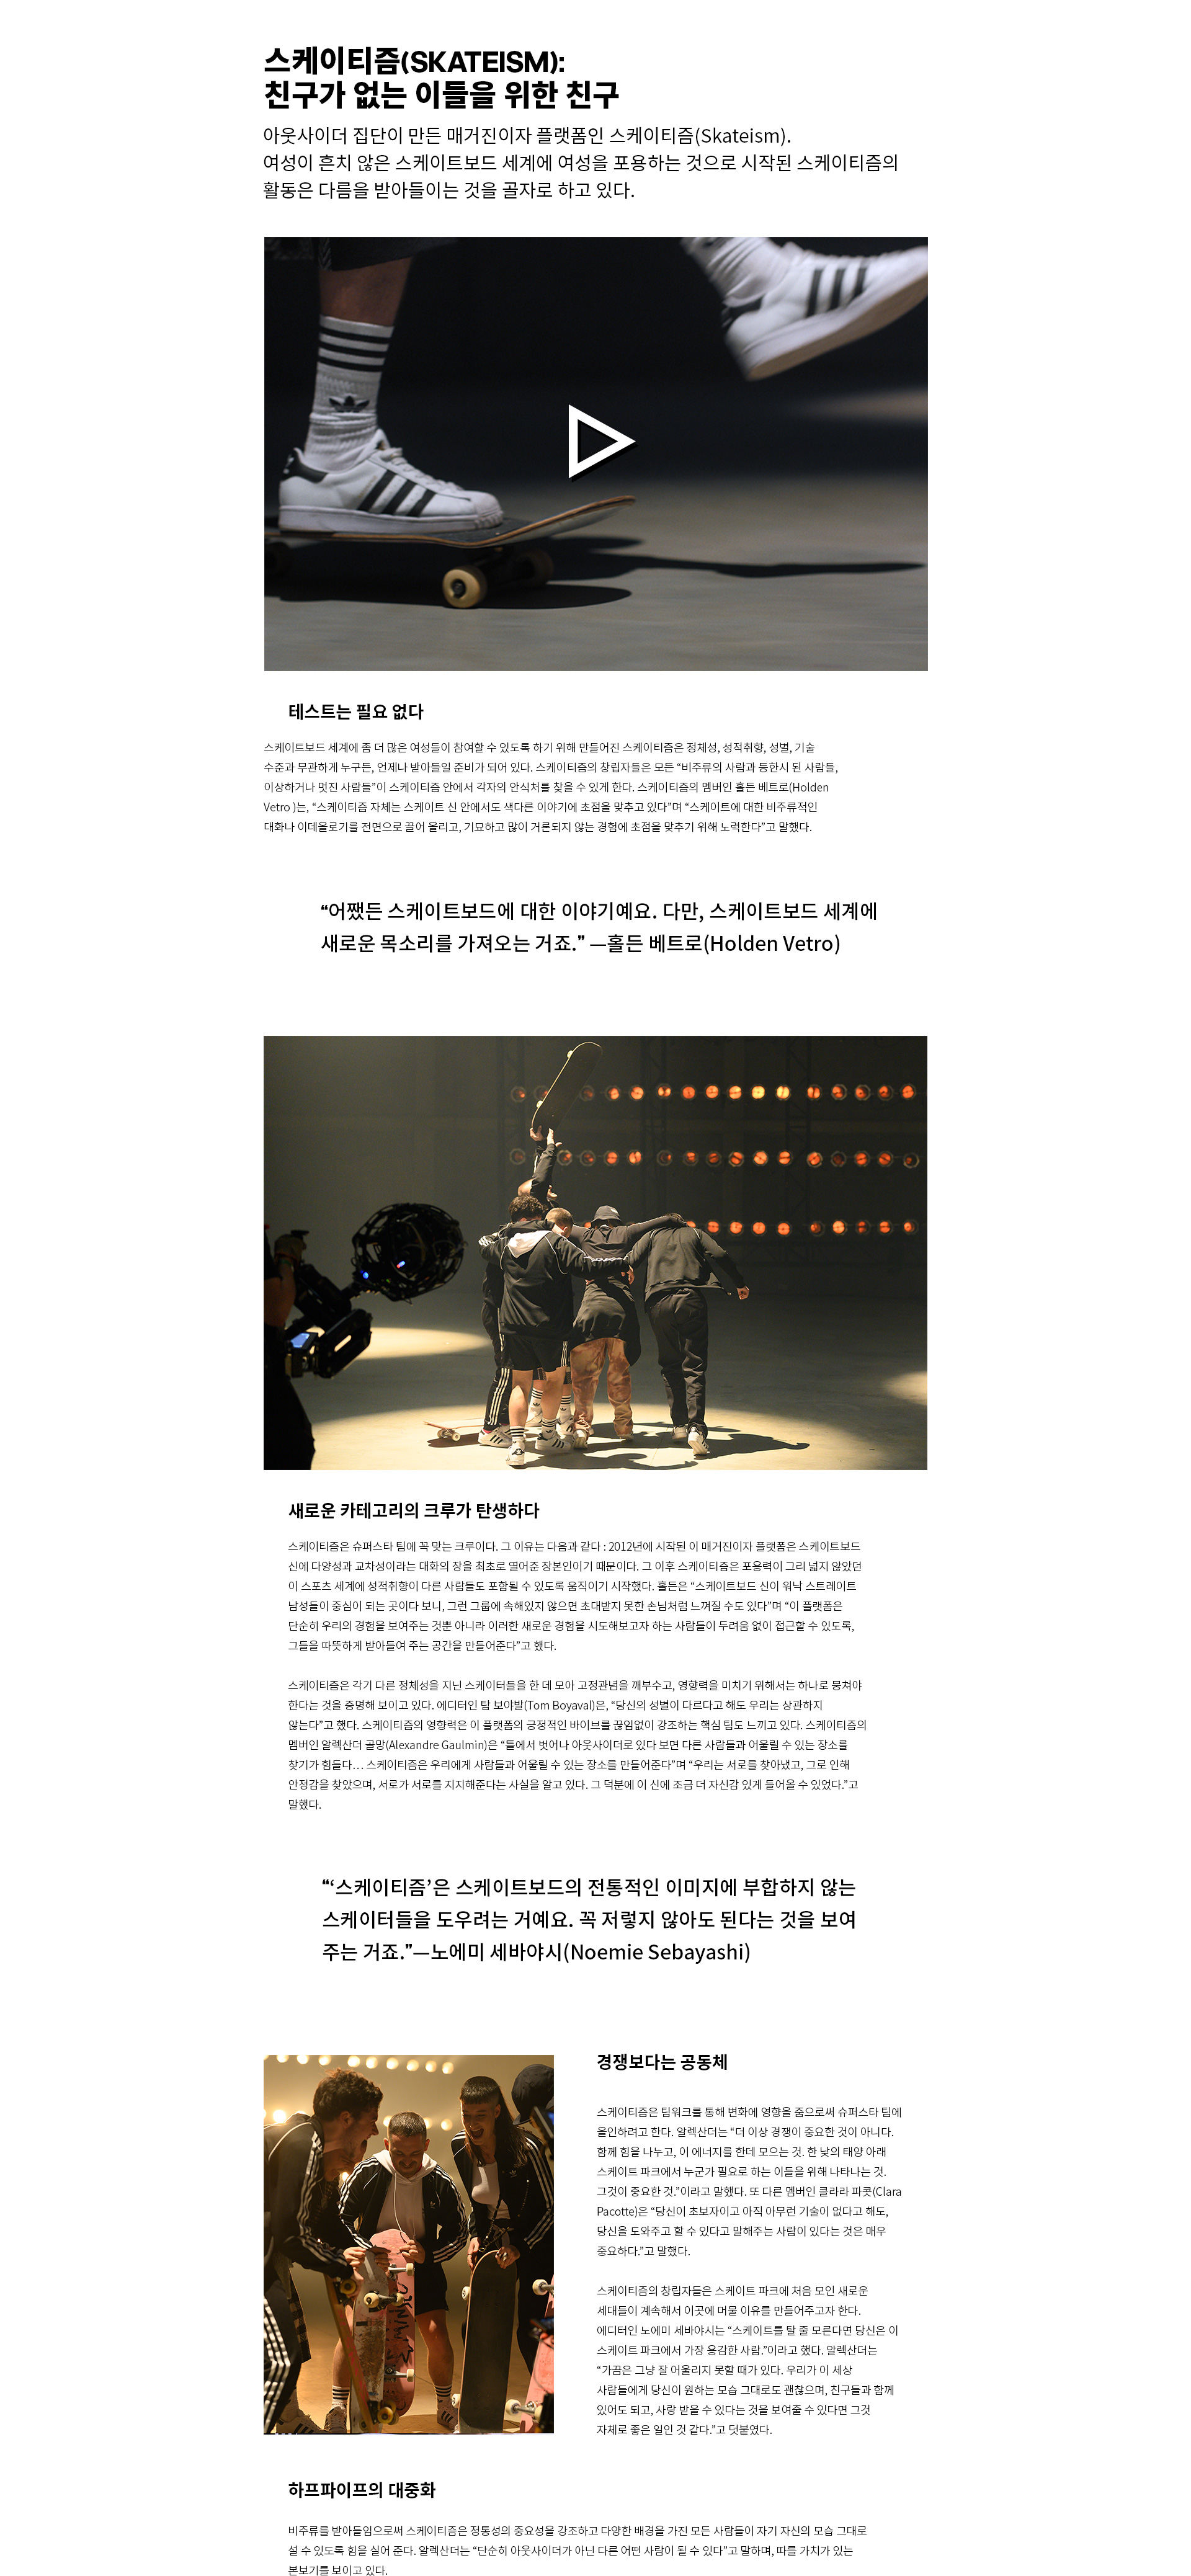 스케이티즘(SKATEISM):
친구가 없는 이들을 위한 친구
아웃사이더 집단이 만든 매거진이자 플랫폼인 스케이티즘(Skateism).
여성이 흔치 않은 스케이트보드 세계에 여성을 포용하는 것으로 시작된 스케이티즘의
활동은 다름을 받아들이는 것을 골자로 하고 있다.
테스트는 필요 없다
스케이트보드 세계에 좀 더 많은 여성들이 참여할 수 있도록 하기 위해 만들어진 스케이티즘은 정체성, 성적취향, 성별, 기술
수준과 무관하게 누구든, 언제나 받아들일 준비가 되어 있다. 스케이티즘의 창립자들은 모든 “비주류의 사람과 등한시 된 사람들,
이상하거나 멋진 사람들”이 스케이티즘 안에서 각자의 안식처를 찾을 수 있게 한다. 스케이티즘의 멤버인 홀든 베트로(Holden
Vetro )는, “스케이티즘 자체는 스케이트 신 안에서도 색다른 이야기에 초점을 맞추고 있다”며 “스케이트에 대한 비주류적인
대화나 이데올로기를 전면으로 끌어 올리고, 기묘하고 많이 거론되지 않는 경험에 초점을 맞추기 위해 노력한다”고 말했다.
“어쨌든 스케이트보드에 대한 이야기예요. 다만, 스케이트보드 세계에
새로운 목소리를 가져오는 거죠.” —홀든 베트로(Holden Vetro)
새로운 카테고리의 크루가 탄생하다
스케이티즘은 슈퍼스타 팀에 꼭 맞는 크루이다. 그 이유는 다음과 같다 : 2012년에 시작된 이 매거진이자 플랫폼은 스케이트보드
신에 다양성과 교차성이라는 대화의 장을 최초로 열어준 장본인이기 때문이다. 그 이후 스케이티즘은 포용력이 그리 넓지 않았던
이 스포츠 세계에 성적취향이 다른 사람들도 포함될 수 있도록 움직이기 시작했다. 홀든은 “스케이트보드 신이 워낙 스트레이트
남성들이 중심이 되는 곳이다 보니, 그런 그룹에 속해있지 않으면 초대받지 못한 손님처럼 느껴질 수도 있다”며 “이 플랫폼은
단순히 우리의 경험을 보여주는 것뿐 아니라 이러한 새로운 경험을 시도해보고자 하는 사람들이 두려움 없이 접근할 수 있도록,
그들을 따뜻하게 받아들여 주는 공간을 만들어준다”고 했다.
스케이티즘은 각기 다른 정체성을 지닌 스케이터들을 한 데 모아 고정관념을 깨부수고, 영향력을 미치기 위해서는 하나로 뭉쳐야
한다는 것을 증명해 보이고 있다. 에디터인 탐 보야발(Tom Boyaval)은, “당신의 성별이 다르다고 해도 우리는 상관하지
않는다”고 했다. 스케이티즘의 영향력은 이 플랫폼의 긍정적인 바이브를 끊임없이 강조하는 핵심 팀도 느끼고 있다. 스케이티즘의
멤버인 알렉산더 골망(Alexandre Gaulmin)은 “틀에서 벗어나 아웃사이더로 있다 보면 다른 사람들과 어울릴 수 있는 장소를
찾기가 힘들다… 스케이티즘은 우리에게 사람들과 어울릴 수 있는 장소를 만들어준다”며 “우리는 서로를 찾아냈고, 그로 인해
안정감을 찾았으며, 서로가 서로를 지지해준다는 사실을 알고 있다. 그 덕분에 이 신에 조금 더 자신감 있게 들어올 수 있었다.”고
말했다.
“‘스케이티즘’은 스케이트보드의 전통적인 이미지에 부합하지 않는
스케이터들을 도우려는 거예요. 꼭 저렇지 않아도 된다는 것을 보여
주는 거죠.”—노에미 세바야시(Noemie Sebayashi)
경쟁보다는 공동체
스케이티즘은 팀워크를 통해 변화에 영향을 줌으로써 슈퍼스타 팀에
올인하려고 한다. 알렉산더는 “더 이상 경쟁이 중요한 것이 아니다.
함께 힘을 나누고, 이 에너지를 한데 모으는 것. 한 낮의 태양 아래
스케이트 파크에서 누군가 필요로 하는 이들을 위해 나타나는 것.
그것이 중요한 것.”이라고 말했다. 또 다른 멤버인 클라라 파콧(Clara
Pacotte)은 “당신이 초보자이고 아직 아무런 기술이 없다고 해도,
당신을 도와주고 할 수 있다고 말해주는 사람이 있다는 것은 매우
중요하다.”고 말했다.
스케이티즘의 창립자들은 스케이트 파크에 처음 모인 새로운
세대들이 계속해서 이곳에 머물 이유를 만들어주고자 한다.
에디터인 노에미 세바야시는 “스케이트를 탈 줄 모른다면 당신은 이
스케이트 파크에서 가장 용감한 사람.”이라고 했다. 알렉산더는
“가끔은 그냥 잘 어울리지 못할 때가 있다. 우리가 이 세상
사람들에게 당신이 원하는 모습 그대로도 괜찮으며, 친구들과 함께
있어도 되고, 사랑 받을 수 있다는 것을 보여줄 수 있다면 그것
자체로 좋은 일인 것 같다.”고 덧붙였다.
하프파이프의 대중화
비주류를 받아들임으로써 스케이티즘은 정통성의 중요성을 강조하고 다양한 배경을 가진 모든 사람들이 자기 자신의 모습 그대로
설 수 있도록 힘을 실어 준다. 알렉산더는 “단순히 아웃사이더가 아닌 다른 어떤 사람이 될 수 있다”고 말하며, 따를 가치가 있는
본보기를 보이고 있다.